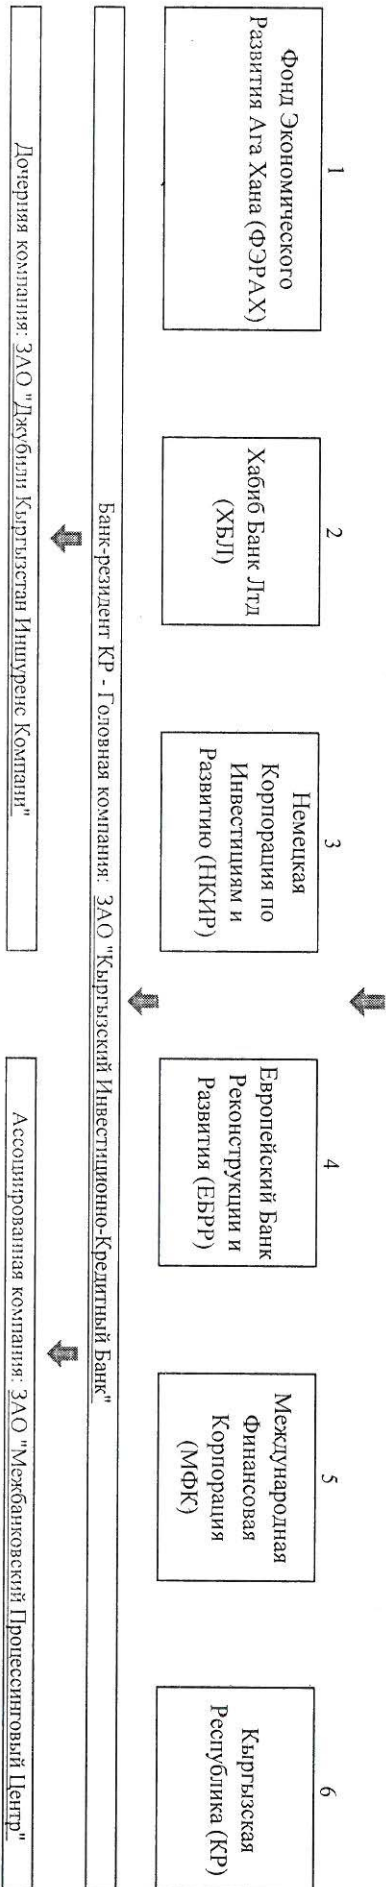 1
Фонд Экономического
Развития Ага Хана (ФЭРАХ)
2
Хабиб Банк Лтд
(ХБЛ)
3
Немецкая
Корпорация по
Инвестициям и
Развитию (НКИР)
4
Европейский Банк
Реконструкции и
Развития (ЕБРР)
5
Международная
Финансовая
Корпорация
(МФК)
6
Кыргызская
Республика (КР)
Банк-резидент КР - Головная компания: ЗАО "Кыргызский Инвестиционно-Кредитный Банк"
Дочерняя компания: ЗАО "Джубили Кыргызстан Иншуренс Компани"
Ассоциированная компания: ЗАО "Межбанковский Процессинговый Центр"